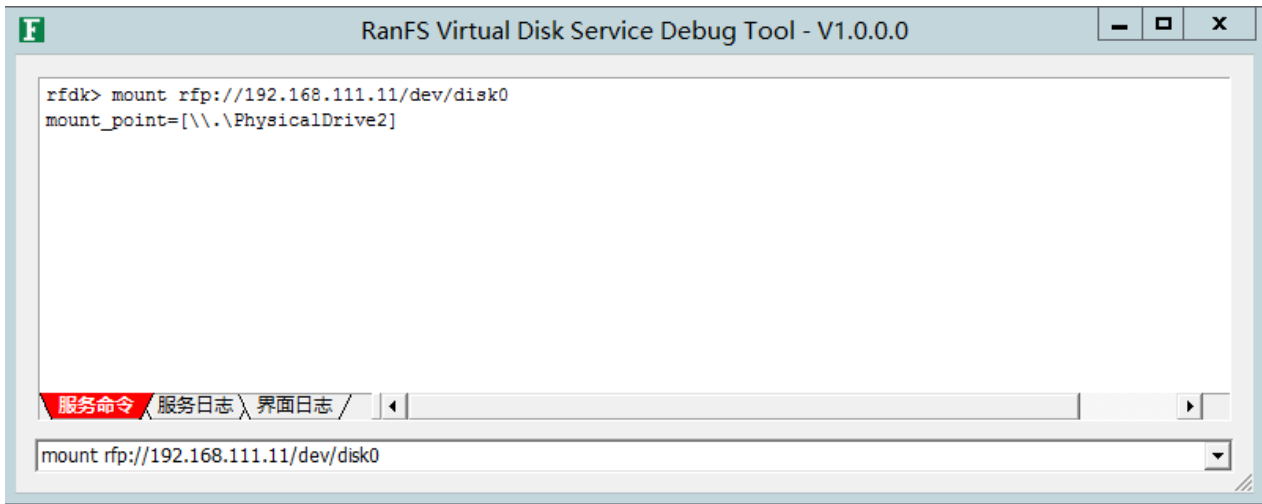 F
RanFS Virtual Disk Service Debug Tool - V1.0.0.0
rfdk> mount rfp://192.168.111.11/dev/disk0
mount_point=[\\.\PhysicalDrive2]
服务命令 服务日志 界面日志
mount rfp://192.168.111.11/dev/disk0